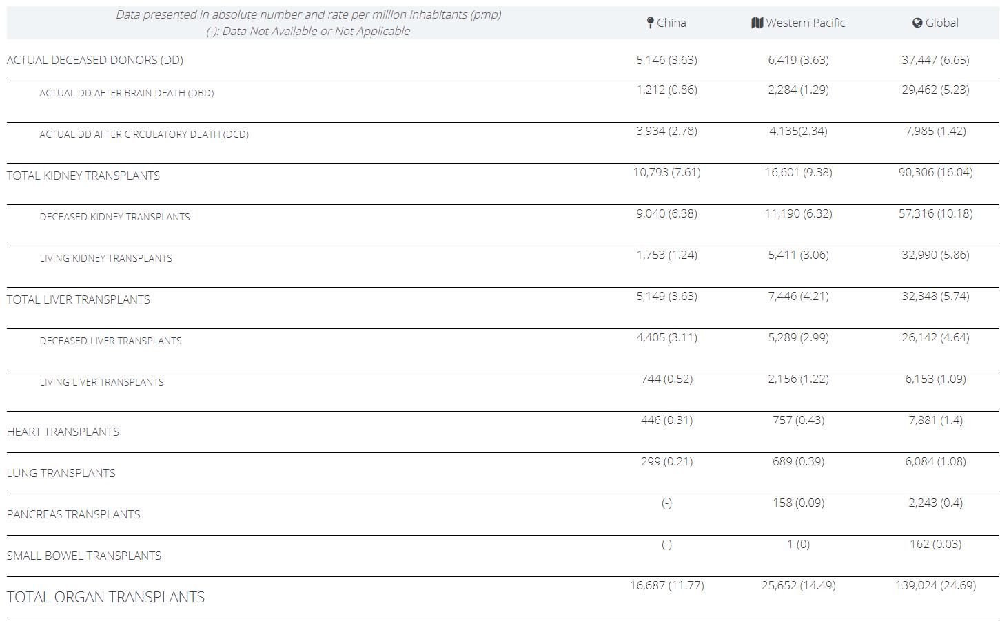 Data presented in absolute number and rate per million inhabitants (pmp)
(-): Data Not Available or Not Applicable
China Western Pacific Global
ACTUAL DECEASED DONORS (DD) 5,146 (3.63) 6,419 (3.63) 37,447 (6.65)
ACTUAL DD AFTER BRAIN DEATH (DBD) 1,212 (0.86) 2,284 (1.29) 29,462 (5.23)
ACTUAL DD AFTER CIRCULATORY DEATH (DCD) 3,934 (2.78) 4,135(2.34) 7,985 (1.42)
TOTAL KIDNEY TRANSPLANTS 10,793 (7.61) 16,601 (9.38) 90,306 (16.04)
DECEASED KIDNEY TRANSPLANTS 9,040 (6.38) 11,190 (6.32) 57,316 (10.18)
LIVING KIDNEY TRANSPLANTS 1,753 (1.24) 5,411 (3.06) 32,990 (5.86)
TOTAL LIVER TRANSPLANTS 5,149 (3.63) 7,446 (4.21) 32,348 (5.74)
DECEASED LIVER TRANSPLANTS 4,405 (3.11) 5,289 (2.99) 26,142 (4.64)
LIVING LIVER TRANSPLANTS 744 (0.52) 2,156 (1.22) 6,153 (1.09)
HEART TRANSPLANTS 446 (0.31) 757 (0.43) 7,881 (1.4)
LUNG TRANSPLANTS 299 (0.21) 689 (0.39) 6,084 (1.08)
PANCREAS TRANSPLANTS (-) 158 (0.09) 2,243 (0.4)
SMALL BOWEL TRANSPLANTS (-) 1 (0) 162 (0.03)
TOTAL ORGAN TRANSPLANTS 16,687 (11.77) 25,652 (14.49) 139,024 (24.69)